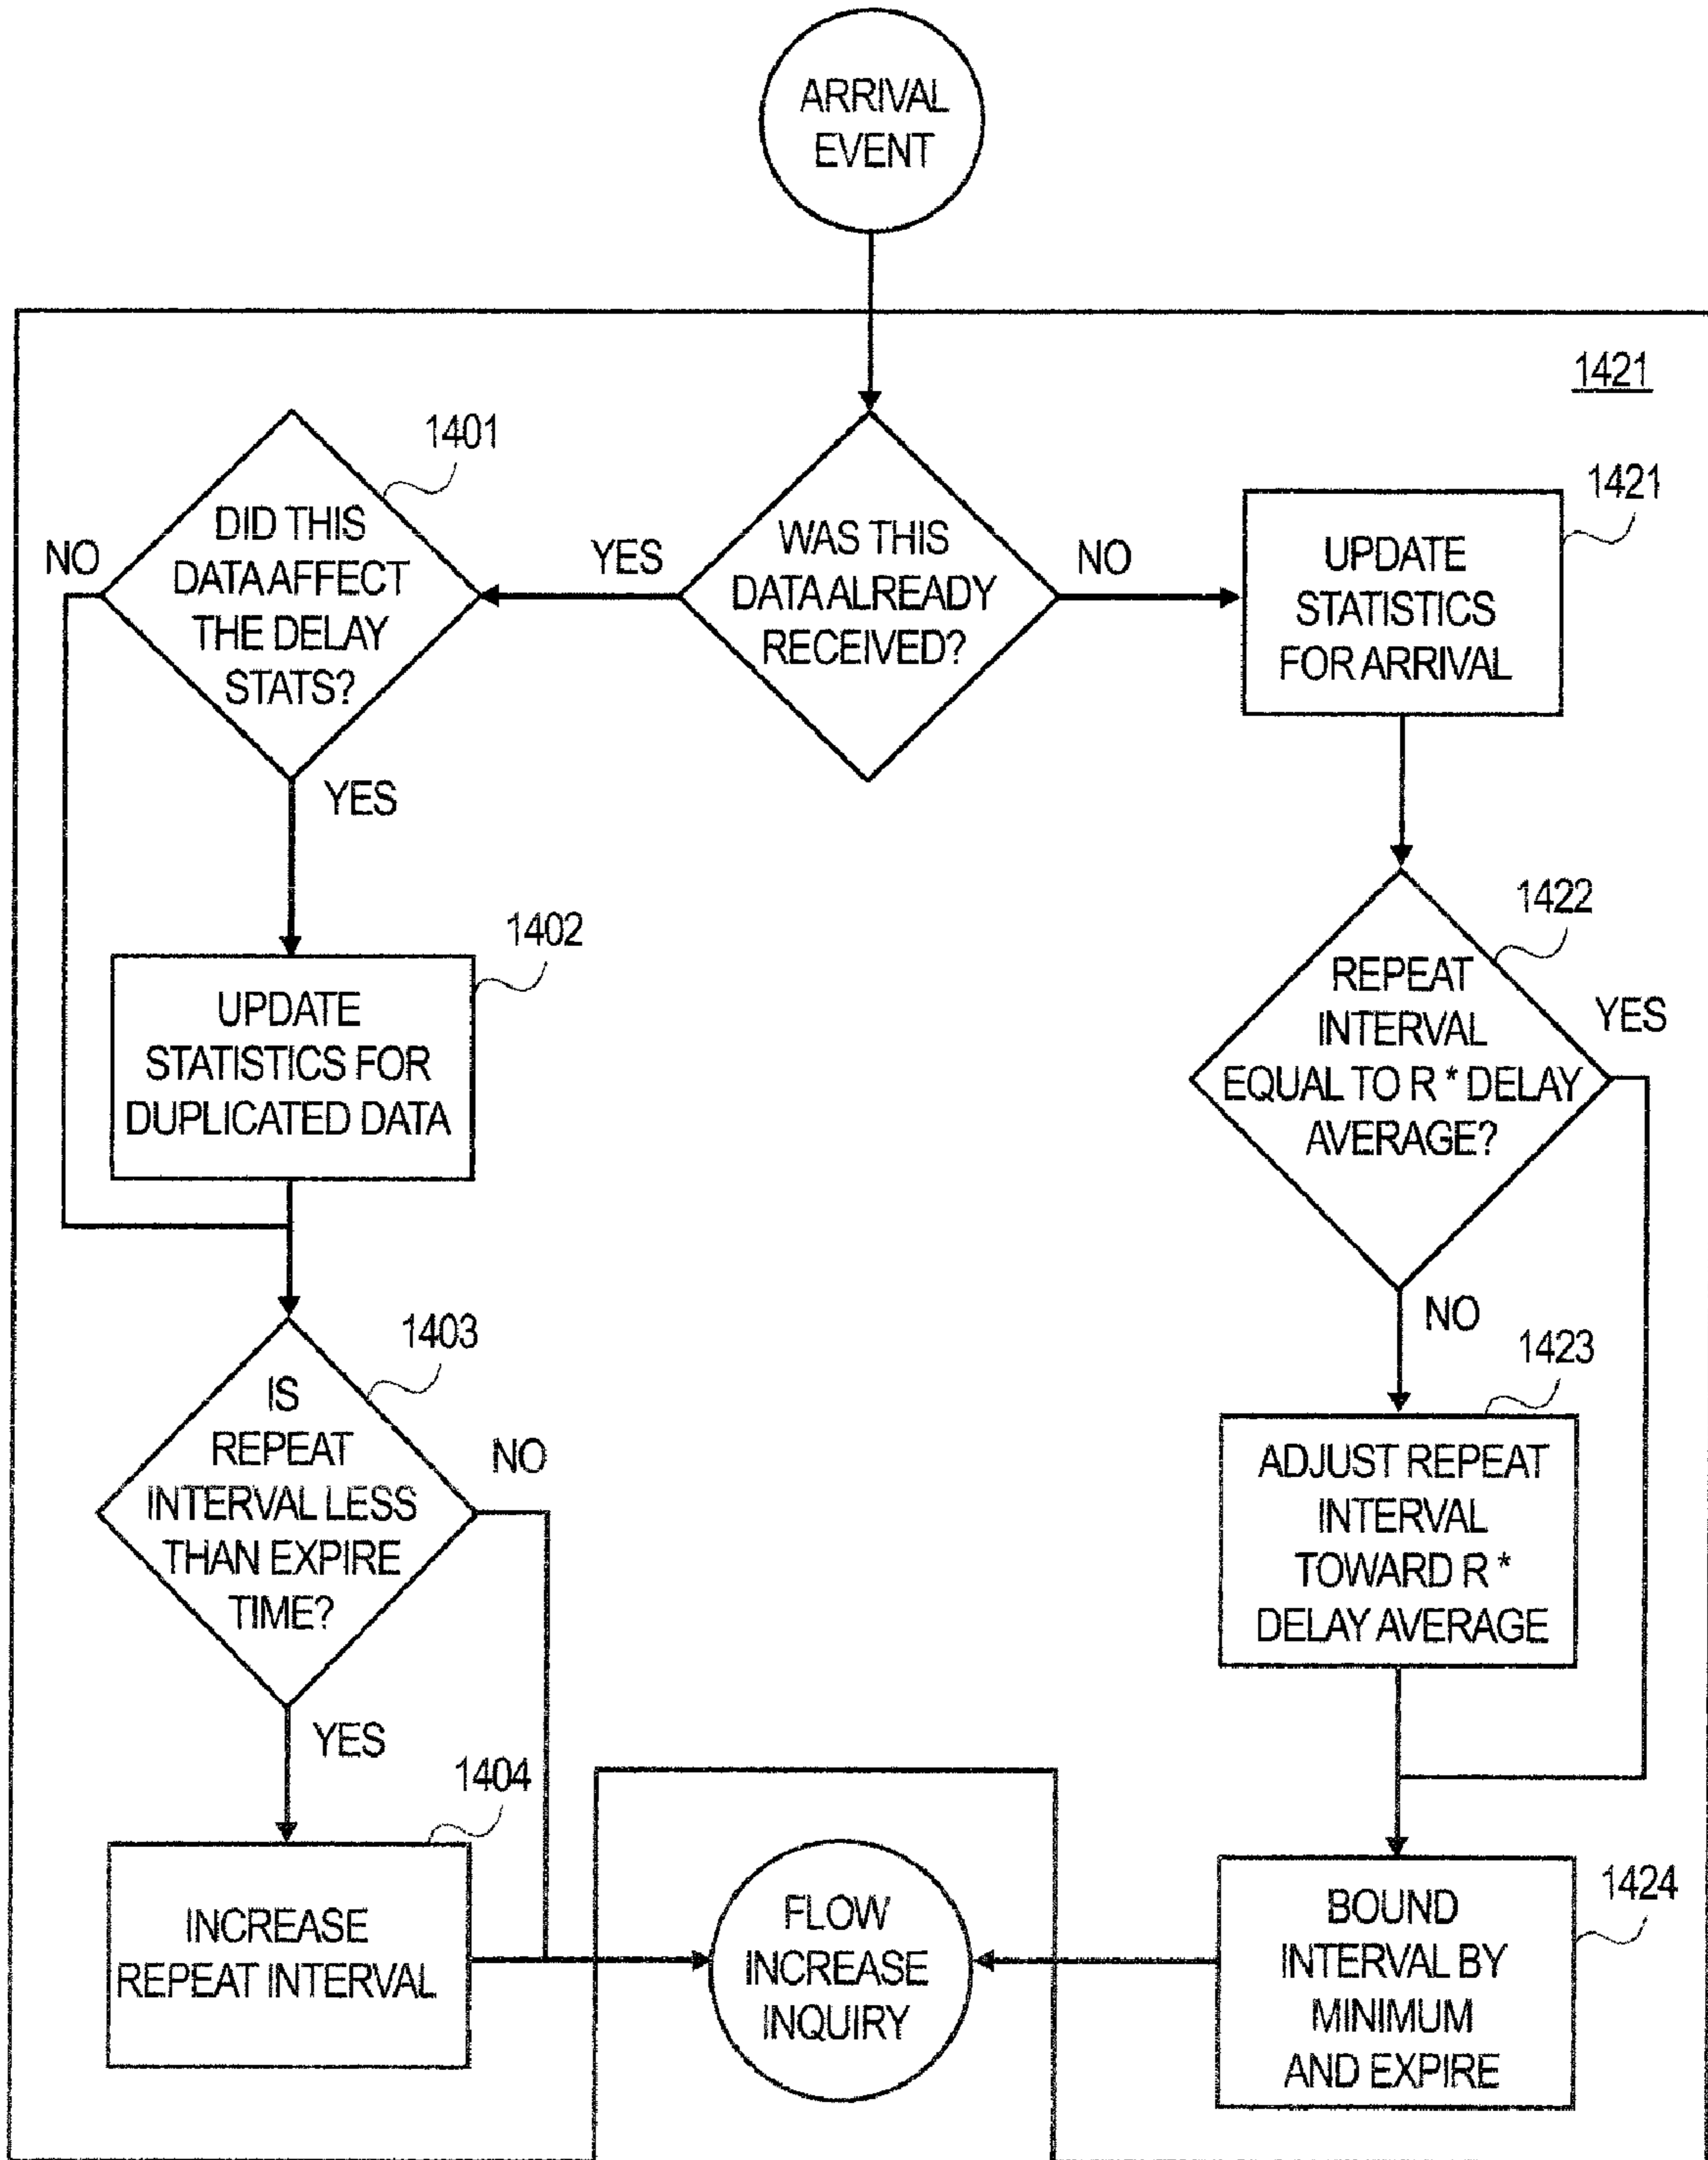 ARRIVAL
EVENT
1421
1401
DID THIS
DATA AFFECT
THE DELAY
STATS?
NO
YES
YES
WAS THIS
DATA ALREADY
RECEIVED?
NO
1421
UPDATE
STATISTICS
FOR ARRIVAL
1402
UPDATE
STATISTICS FOR
DUPLICATED DATA
1422
REPEAT
INTERVAL
EQUAL TO R * DELAY
AVERAGE?
YES
NO
1403
IS
REPEAT
INTERVAL LESS
THAN EXPIRE
TIME?
NO
YES
1423
ADJUST REPEAT
INTERVAL
TOWARD R *
DELAY AVERAGE
1404
INCREASE
REPEAT INTERVAL
FLOW
INCREASE
INQUIRY
1424
BOUND
INTERVAL BY
MINIMUM
AND EXPIRE